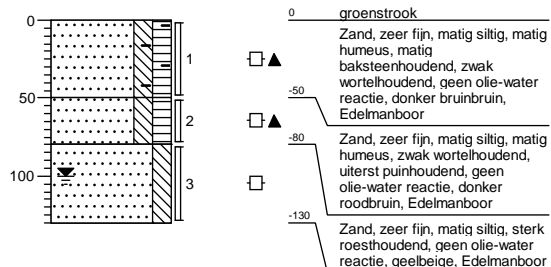 0
50
100
1
2
3
0
groenstrook
Zand, zeer fijn, matig siltig, matig
humeus, matig
baksteenhoudend, zwak
wortelhoudend, geen olie-water
reactie, donker bruinbruin,
Edelmanboor
-50
Zand, zeer fijn, matig siltig, matig
humeus, zwak wortelhoudend,
uiterst puinhoudend, geen
olie-water reactie, donker
roodbruin, Edelmanboor
-80
Zand, zeer fijn, matig siltig, sterk
roesthoudend, geen olie-water
reactie, geelbeige, Edelmanboor
-130